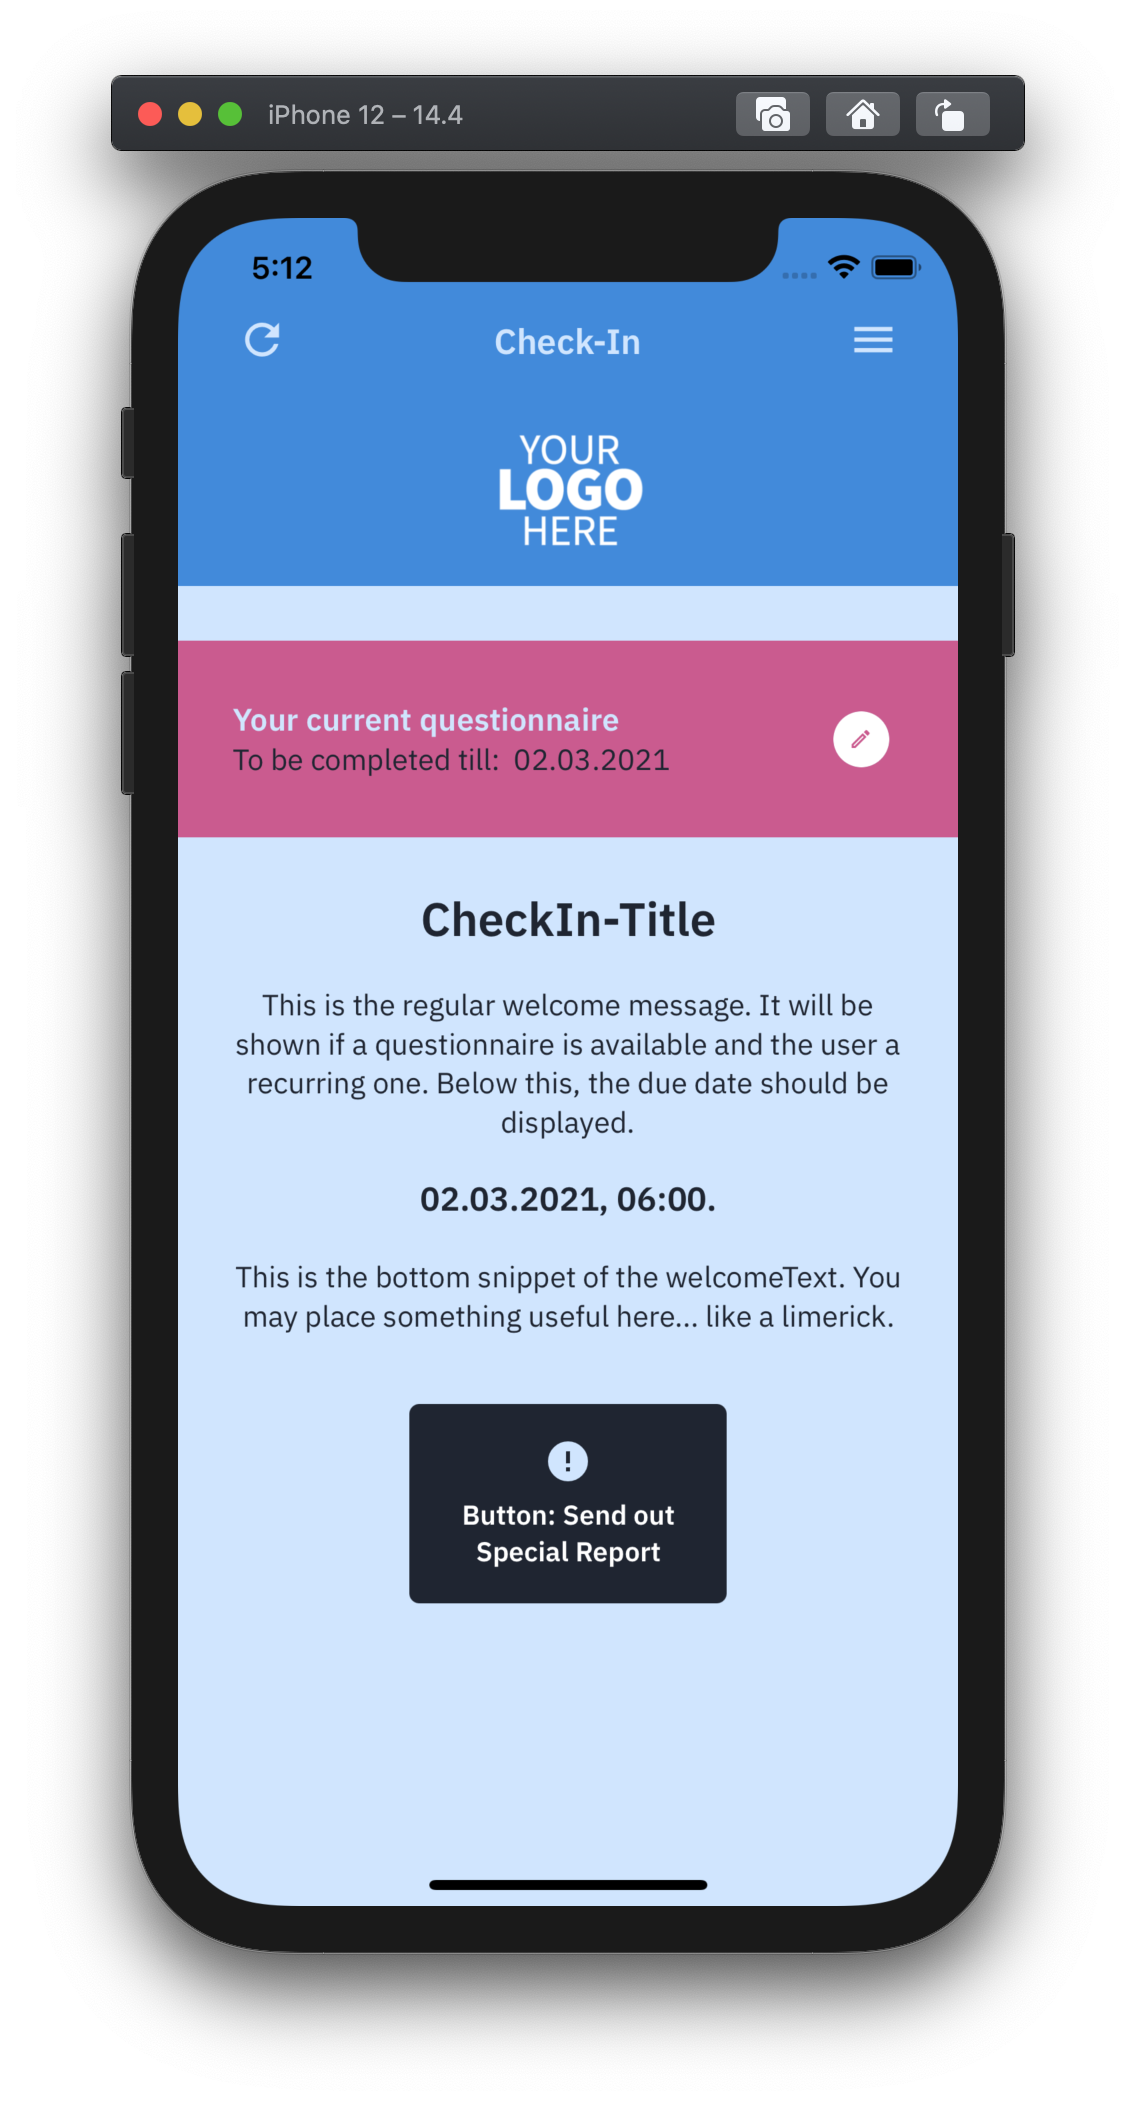 iPhone 12 – 14.4
5:12
Check-In
YOUR
LOGO
HERE
Your current questionnaire
To be completed till: 02.03.2021
CheckIn-Title
This is the regular welcome message. It will be
shown if a questionnaire is available and the user a
recurring one. Below this, the due date should be
displayed.
02.03.2021, 06:00.
This is the bottom snippet of the welcomeText. You
may place something useful here... like a limerick.
Button: Send out
Special Report